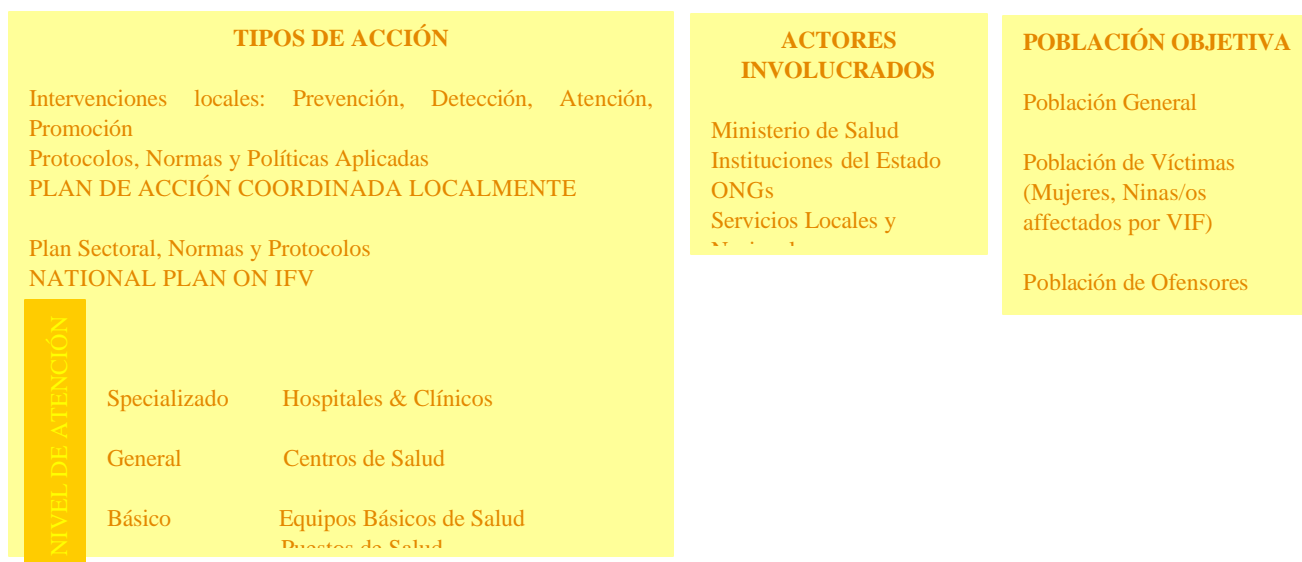 TIPOS DE ACCIÓN
Intervenciones locales: Prevención, Detección, Atención,
Promoción
Protocolos, Normas y Políticas Aplicadas
PLAN DE ACCIÓN COORDINADA LOCALMENTE
Plan Sectoral, Normas y Protocolos
NATIONAL PLAN ON IFV
NIVEL DE ATENCIÓN
Specializado Hospitales & Clínicos
General Centros de Salud
Básico Equipos Básicos de Salud
Puestos de Salud
ACTORES
INVOLUCRADOS
Ministerio de Salud
Instituciones del Estado
ONGs
Servicios Locales y
POBLACIÓN OBJETIVA
Población General
Población de Víctimas
(Mujeres, Ninas/os
affectados por VIF)
Población de Ofensores